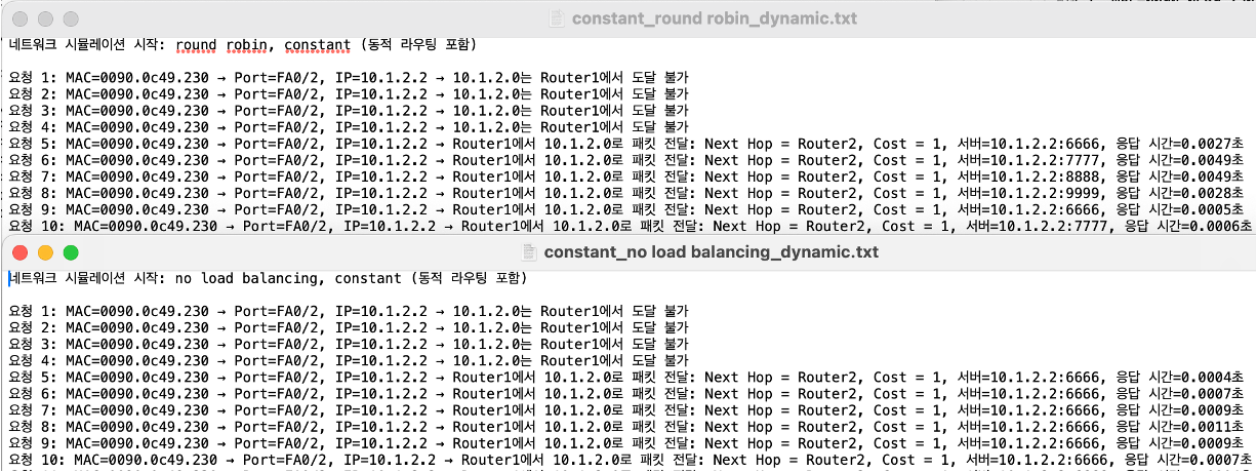 constant_round robin_dynamic.txt
네트워크 시뮬레이션 시작: round robin, constant (동적 라우팅 포함)
요청 1: MAC=0090.0c49.230 → Port=FA0/2, IP=10.1.2.2 → 10.1.2.0는 Router1에서 도달 불가
요청 2: MAC=0090.0c49.230 → Port=FA0/2, IP=10.1.2.2 → 10.1.2.0는 Router1에서 도달 불가
요청 3: MAC=0090.0c49.230 → Port=FA0/2, IP=10.1.2.2 → 10.1.2.0는 Router1에서 도달 불가
요청 4: MAC=0090.0c49.230 → Port=FA0/2, IP=10.1.2.2 → 10.1.2.0는 Router1에서 도달 불가
요청 5: MAC=0090.0c49.230 → Port=FA0/2, IP=10.1.2.2 → Router1에서 10.1.2.0로 패킷 전달: Next Hop = Router2, Cost = 1, 서버=10.1.2.2:6666, 응답 시간=0.0027초
요청 6: MAC=0090.0c49.230 → Port=FA0/2, IP=10.1.2.2 → Router1에서 10.1.2.0로 패킷 전달: Next Hop = Router2, Cost = 1, 서버=10.1.2.2:7777, 응답 시간=0.0049초
요청 7: MAC=0090.0c49.230 → Port=FA0/2, IP=10.1.2.2 → Router1에서 10.1.2.0로 패킷 전달: Next Hop = Router2, Cost = 1, 서버=10.1.2.2:8888, 응답 시간=0.0049초
요청 8: MAC=0090.0c49.230 → Port=FA0/2, IP=10.1.2.2 → Router1에서 10.1.2.0로 패킷 전달: Next Hop = Router2, Cost = 1, 서버=10.1.2.2:9999, 응답 시간=0.0028초
요청 9: MAC=0090.0c49.230 → Port=FA0/2, IP=10.1.2.2 → Router1에서 10.1.2.0로 패킷 전달: Next Hop = Router2, Cost = 1, 서버=10.1.2.2:6666, 응답 시간=0.0005초
요청 10: MAC=0090.0c49.230 → Port=FA0/2, IP=10.1.2.2 → Router1에서 10.1.2.0로 패킷 전달: Next Hop = Router2, Cost = 1, 서버=10.1.2.2:7777, 응답 시간=0.0006초
constant_no load balancing_dynamic.txt
네트워크 시뮬레이션 시작: no load balancing, constant (동적 라우팅 포함)
요청 1: MAC=0090.0c49.230 → Port=FA0/2, IP=10.1.2.2 → 10.1.2.0는 Router1에서 도달 불가
요청 2: MAC=0090.0c49.230 → Port=FA0/2, IP=10.1.2.2 → 10.1.2.0는 Router1에서 도달 불가
요청 3: MAC=0090.0c49.230 → Port=FA0/2, IP=10.1.2.2 → 10.1.2.0는 Router1에서 도달 불가
요청 4: MAC=0090.0c49.230 → Port=FA0/2, IP=10.1.2.2 → 10.1.2.0는 Router1에서 도달 불가
요청 5: MAC=0090.0c49.230 → Port=FA0/2, IP=10.1.2.2 → Router1에서 10.1.2.0로 패킷 전달: Next Hop = Router2, Cost = 1, 서버=10.1.2.2:6666, 응답 시간=0.0004초
요청 6: MAC=0090.0c49.230 → Port=FA0/2, IP=10.1.2.2 → Router1에서 10.1.2.0로 패킷 전달: Next Hop = Router2, Cost = 1, 서버=10.1.2.2:6666, 응답 시간=0.0007초
요청 7: MAC=0090.0c49.230 → Port=FA0/2, IP=10.1.2.2 → Router1에서 10.1.2.0로 패킷 전달: Next Hop = Router2, Cost = 1, 서버=10.1.2.2:6666, 응답 시간=0.0009초
요청 8: MAC=0090.0c49.230 → Port=FA0/2, IP=10.1.2.2 → Router1에서 10.1.2.0로 패킷 전달: Next Hop = Router2, Cost = 1, 서버=10.1.2.2:6666, 응답 시간=0.0011초
요청 9: MAC=0090.0c49.230 → Port=FA0/2, IP=10.1.2.2 → Router1에서 10.1.2.0로 패킷 전달: Next Hop = Router2, Cost = 1, 서버=10.1.2.2:6666, 응답 시간=0.0009초
요청 10: MAC=0090.0c49.230 → Port=FA0/2, IP=10.1.2.2 → Router1에서 10.1.2.0로 패킷 전달: Next Hop = Router2, Cost = 1, 서버=10.1.2.2:6666, 응답 시간=0.0007초